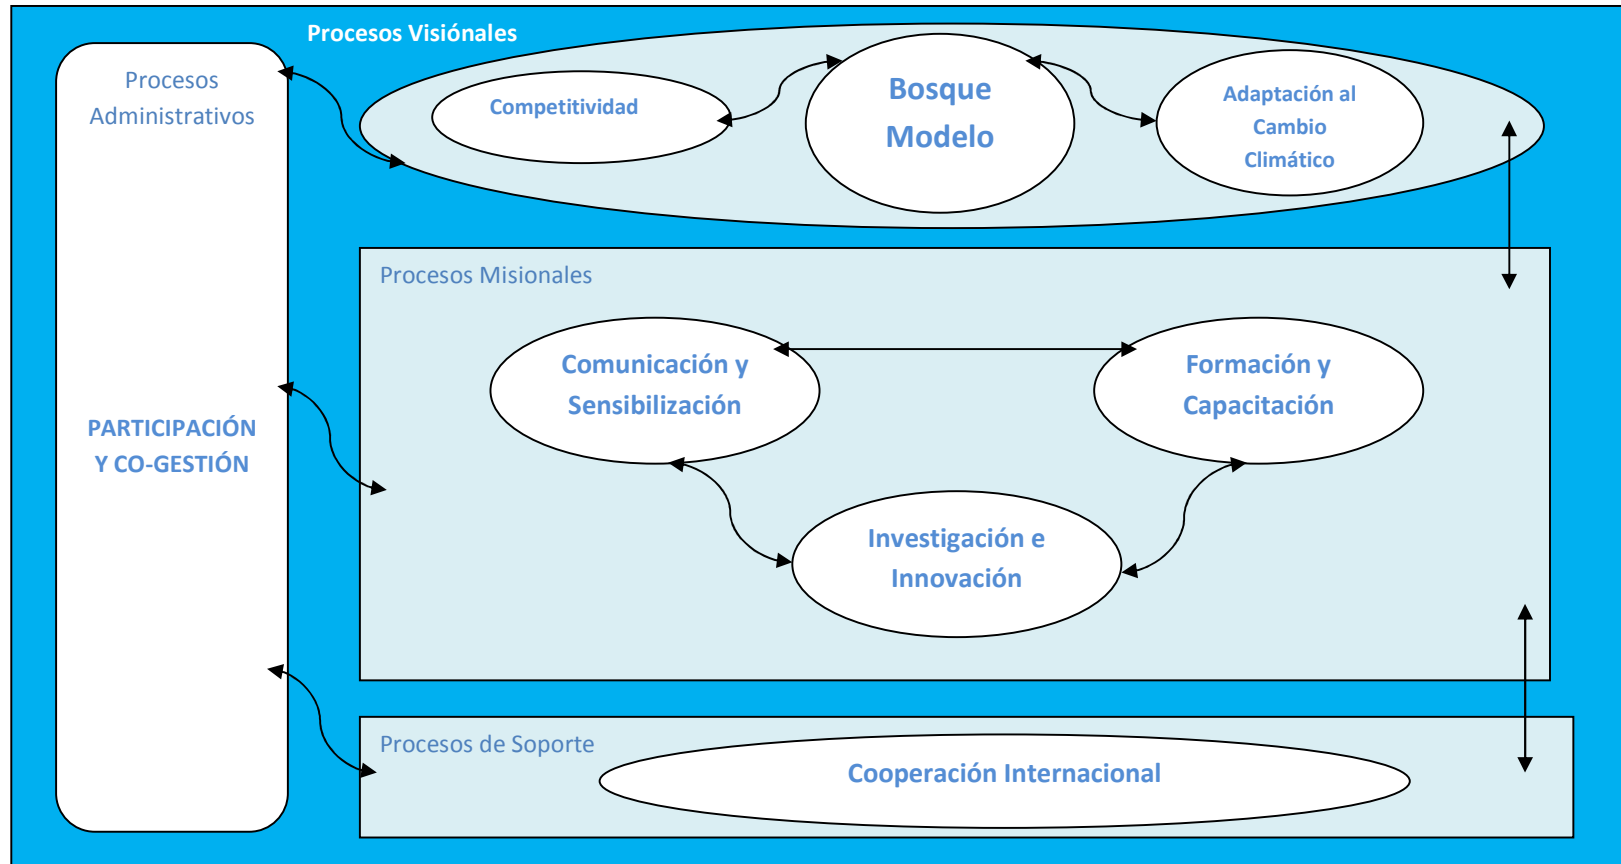 Procesos Visiónales
Procesos
Administrativos
PARTICIPACIÓN
Y CO-GESTIÓN
Competitividad
Bosque
Modelo
Adaptación al
Cambio
Climático
Procesos Misionales
Comunicación y
Sensibilización
Formación y
Capacitación
Investigación e
Innovación
Procesos de Soporte
Cooperación Internacional